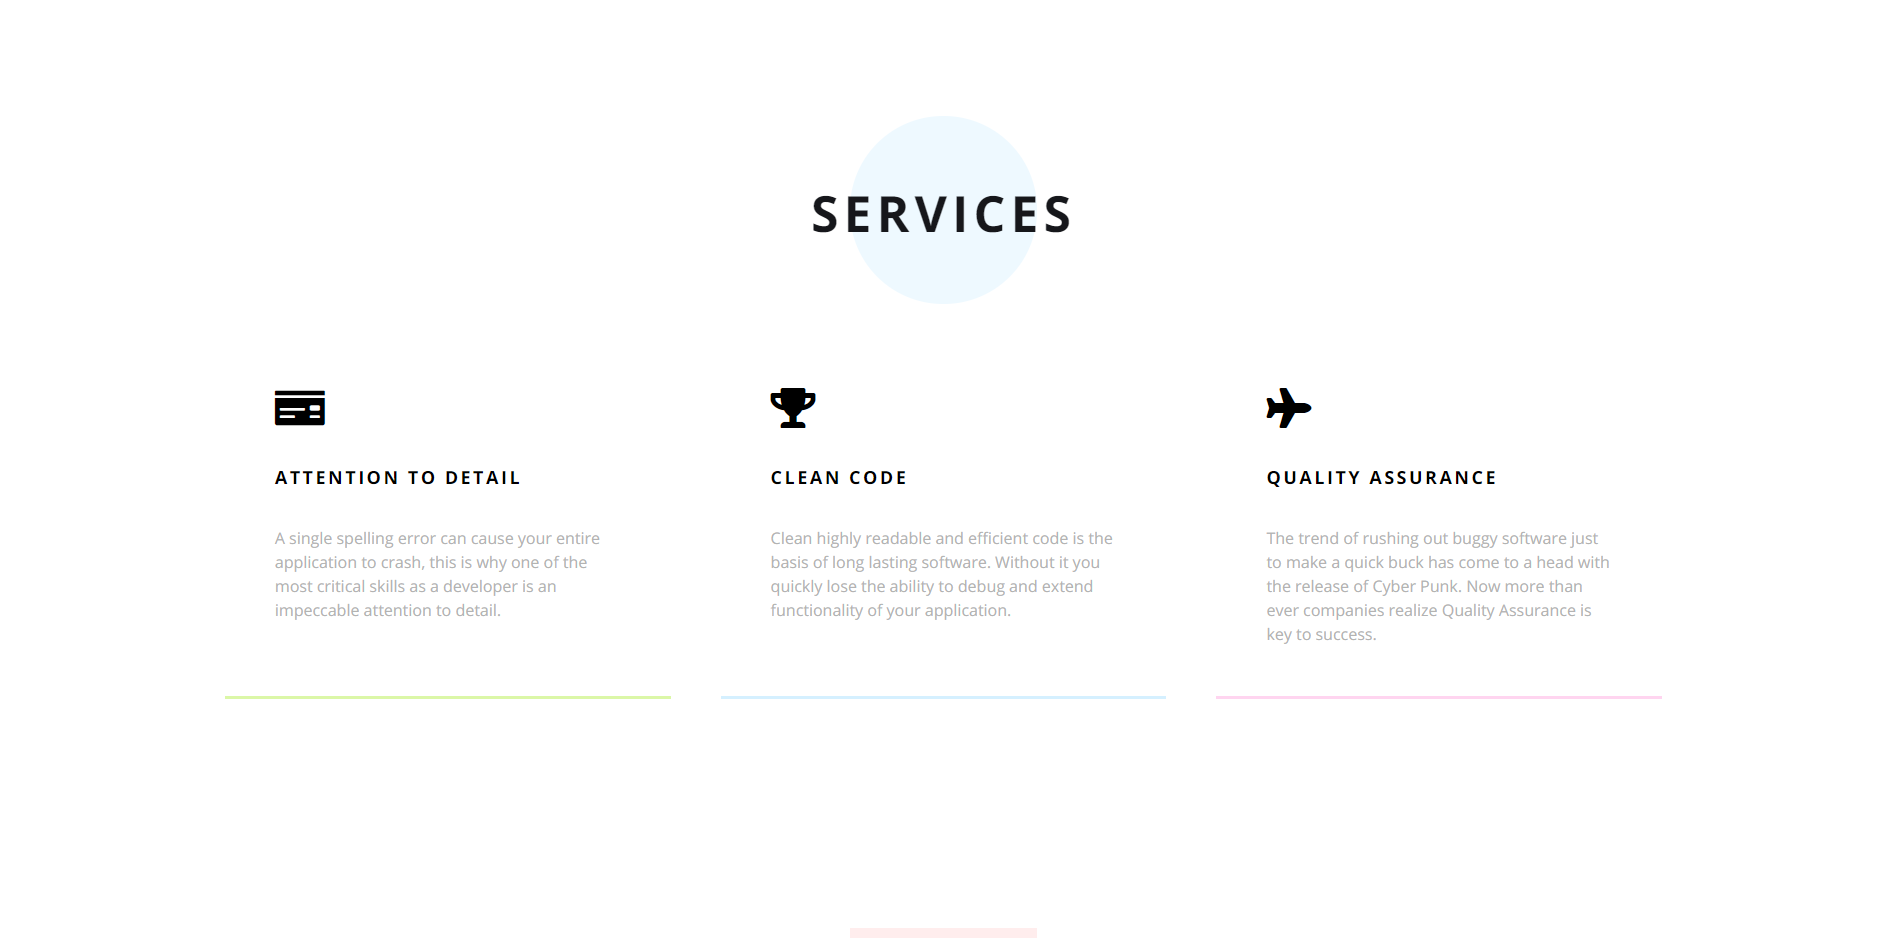 SERVICES
ATTENTION TO DETAIL
A single spelling error can cause your entire
application to crash, this is why one of the
most critical skills as a developer is an
impeccable attention to detail.
CLEAN CODE
Clean highly readable and efficient code is the
basis of long lasting software. Without it you
quickly lose the ability to debug and extend
functionality of your application.
QUALITY ASSURANCE
The trend of rushing out buggy software just
to make a quick buck has come to a head with
the release of Cyber Punk. Now more than
ever companies realize Quality Assurance is
key to success.